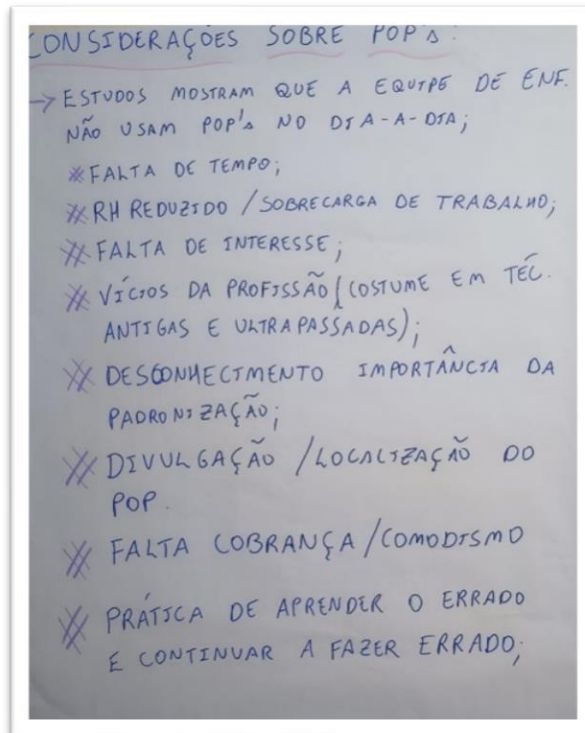 CONSIDERAÇÕES SOBRE POP's:
→ ESTUDOS MOSTRAM QUE A EQUIPE DE ENF.
NÃO USAM POP's NO DIA-A-DIA;
* FALTA DE TEMPO;
* RH REDUZIDO / SOBRECARGA DE TRABALHO;
* FALTA DE INTERESSE;
* VÍCIOS DA PROFISSÃO (COSTUME EM TÉC.
ANTIGAS E ULTRAPASSADAS);
* DESCONHECIMENTO IMPORTÂNCIA DA
PADRONIZAÇÃO;
* DIVULGAÇÃO / LOCALIZAÇÃO DO
POP.
* FALTA COBRANÇA / COMODISMO
* PRÁTICA DE APRENDER O ERRADO
E CONTINUAR A FAZER ERRADO;